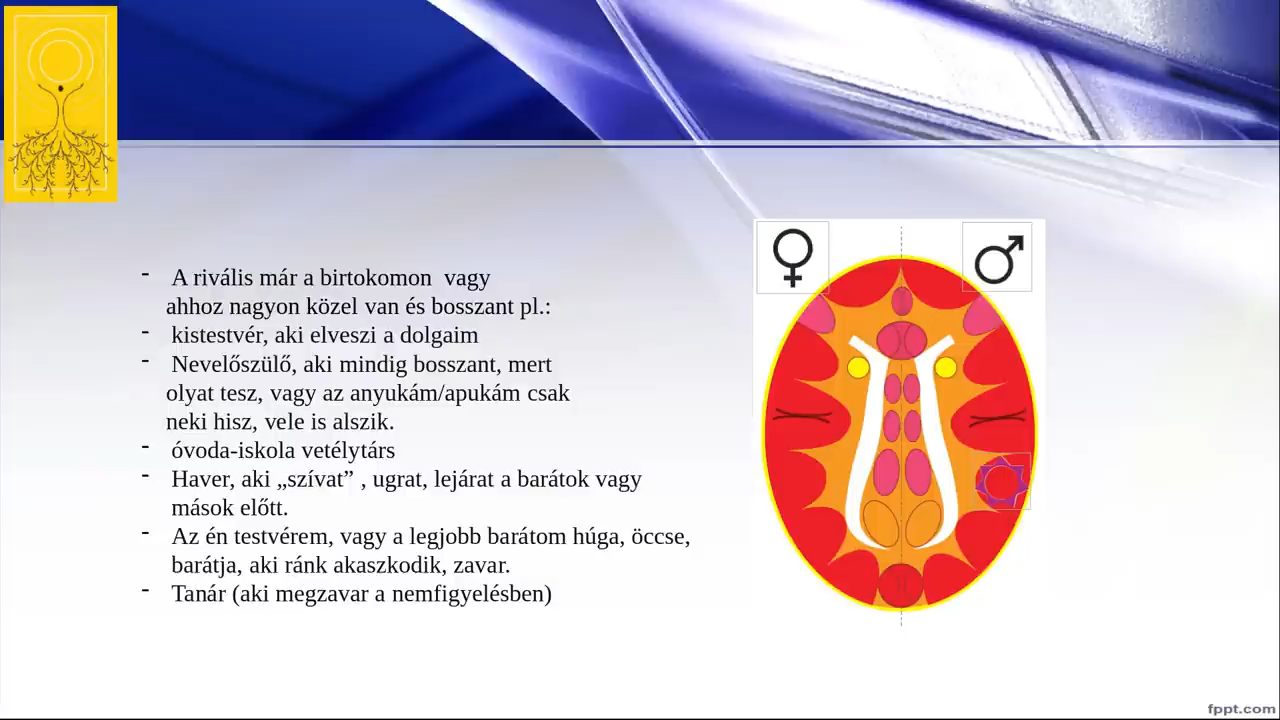 - A rivális már a birtokomon  vagy
ahhoz nagyon közel van és bosszant pl.:
- kistestvér, aki elveszi a dolgaim
- Nevelőszülő, aki mindig bosszant, mert
olyat tesz, vagy az anyukám/apukám csak
neki hisz, vele is alszik.
- óvoda-iskola vetélytárs
- Haver, aki „szívat” , ugrat, lejárat a barátok vagy
mások előtt.
- Az én testvérem, vagy a legjobb barátom húga, öccse,
barátja, aki ránk akaszkodik, zavar.
- Tanár (aki megzavar a nemfigyelésben)
fppt.com